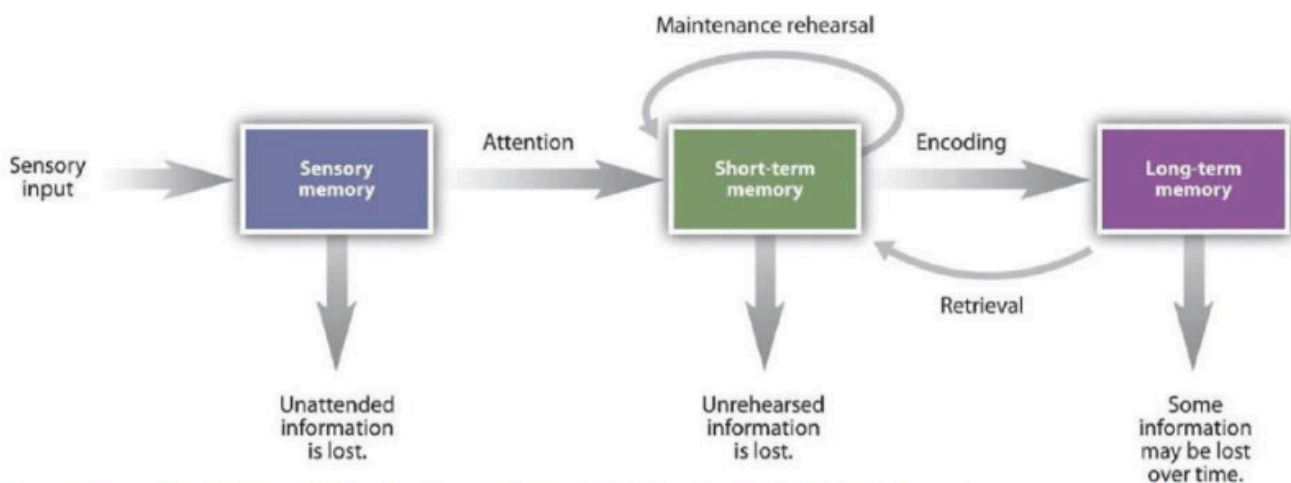 Maintenance rehearsal
Sensory
input
Sensory
memory
Attention
Short-term
memory
Encoding
Long-term
memory
Retrieval
Unattended
information
is lost.
Unrehearsed
information
is lost.
Some
information
may be lost
over time.